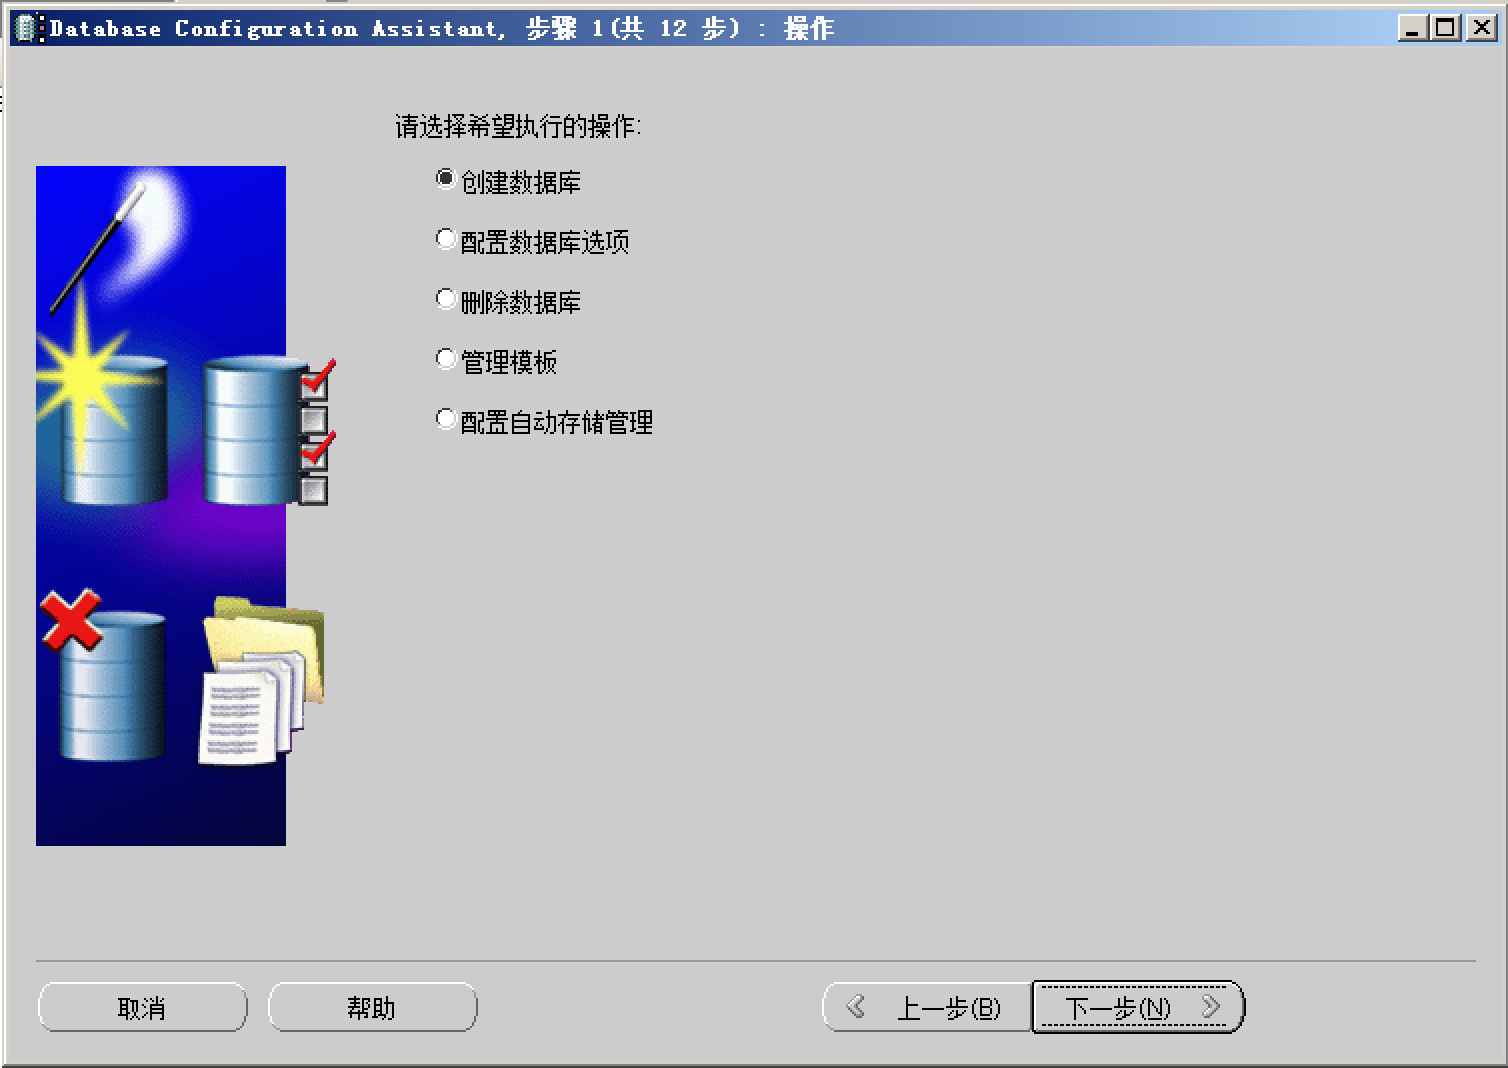 Database Configuration Assistant, 步骤 1(共 12 步) : 操作
请选择希望执行的操作:
创建数据库
配置数据库选项
删除数据库
管理模板
配置自动存储管理
取消
帮助
上一步(B)
下一步(N)